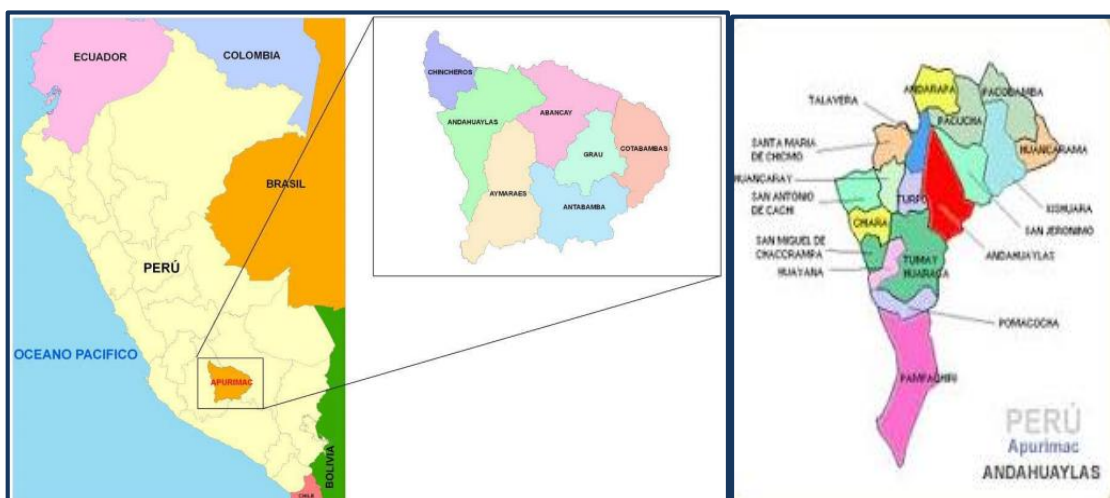 ECUADOR
COLOMBIA
BRASIL
PERÚ
OCEANO PACIFICO
APURIMAC
BOLIVIA
CHILE
CHINCHEROS
ANDAHUAYLAS
ABANCAY
GRAU
COTABAMBAS
AYMARAES
ANTABAMBA
ANDARAPA
PACOBAMBA
TALAVERA
PACUCHA
SANTA MARIA
DE CHICMO
HUANCARAMA
HUANCARAY
SAN ANTONIO
DE CACHI
TURPO
KISHUARA
CHIARA
SAN JERONIMO
SAN MIGUEL DE
CHACCRAMPA
ANDAHUAYLAS
TUMAY
HUARACA
HUAYANA
POMACOCHA
PAMPACHIRI
PERÚ
Apurimac
ANDAHUAYLAS